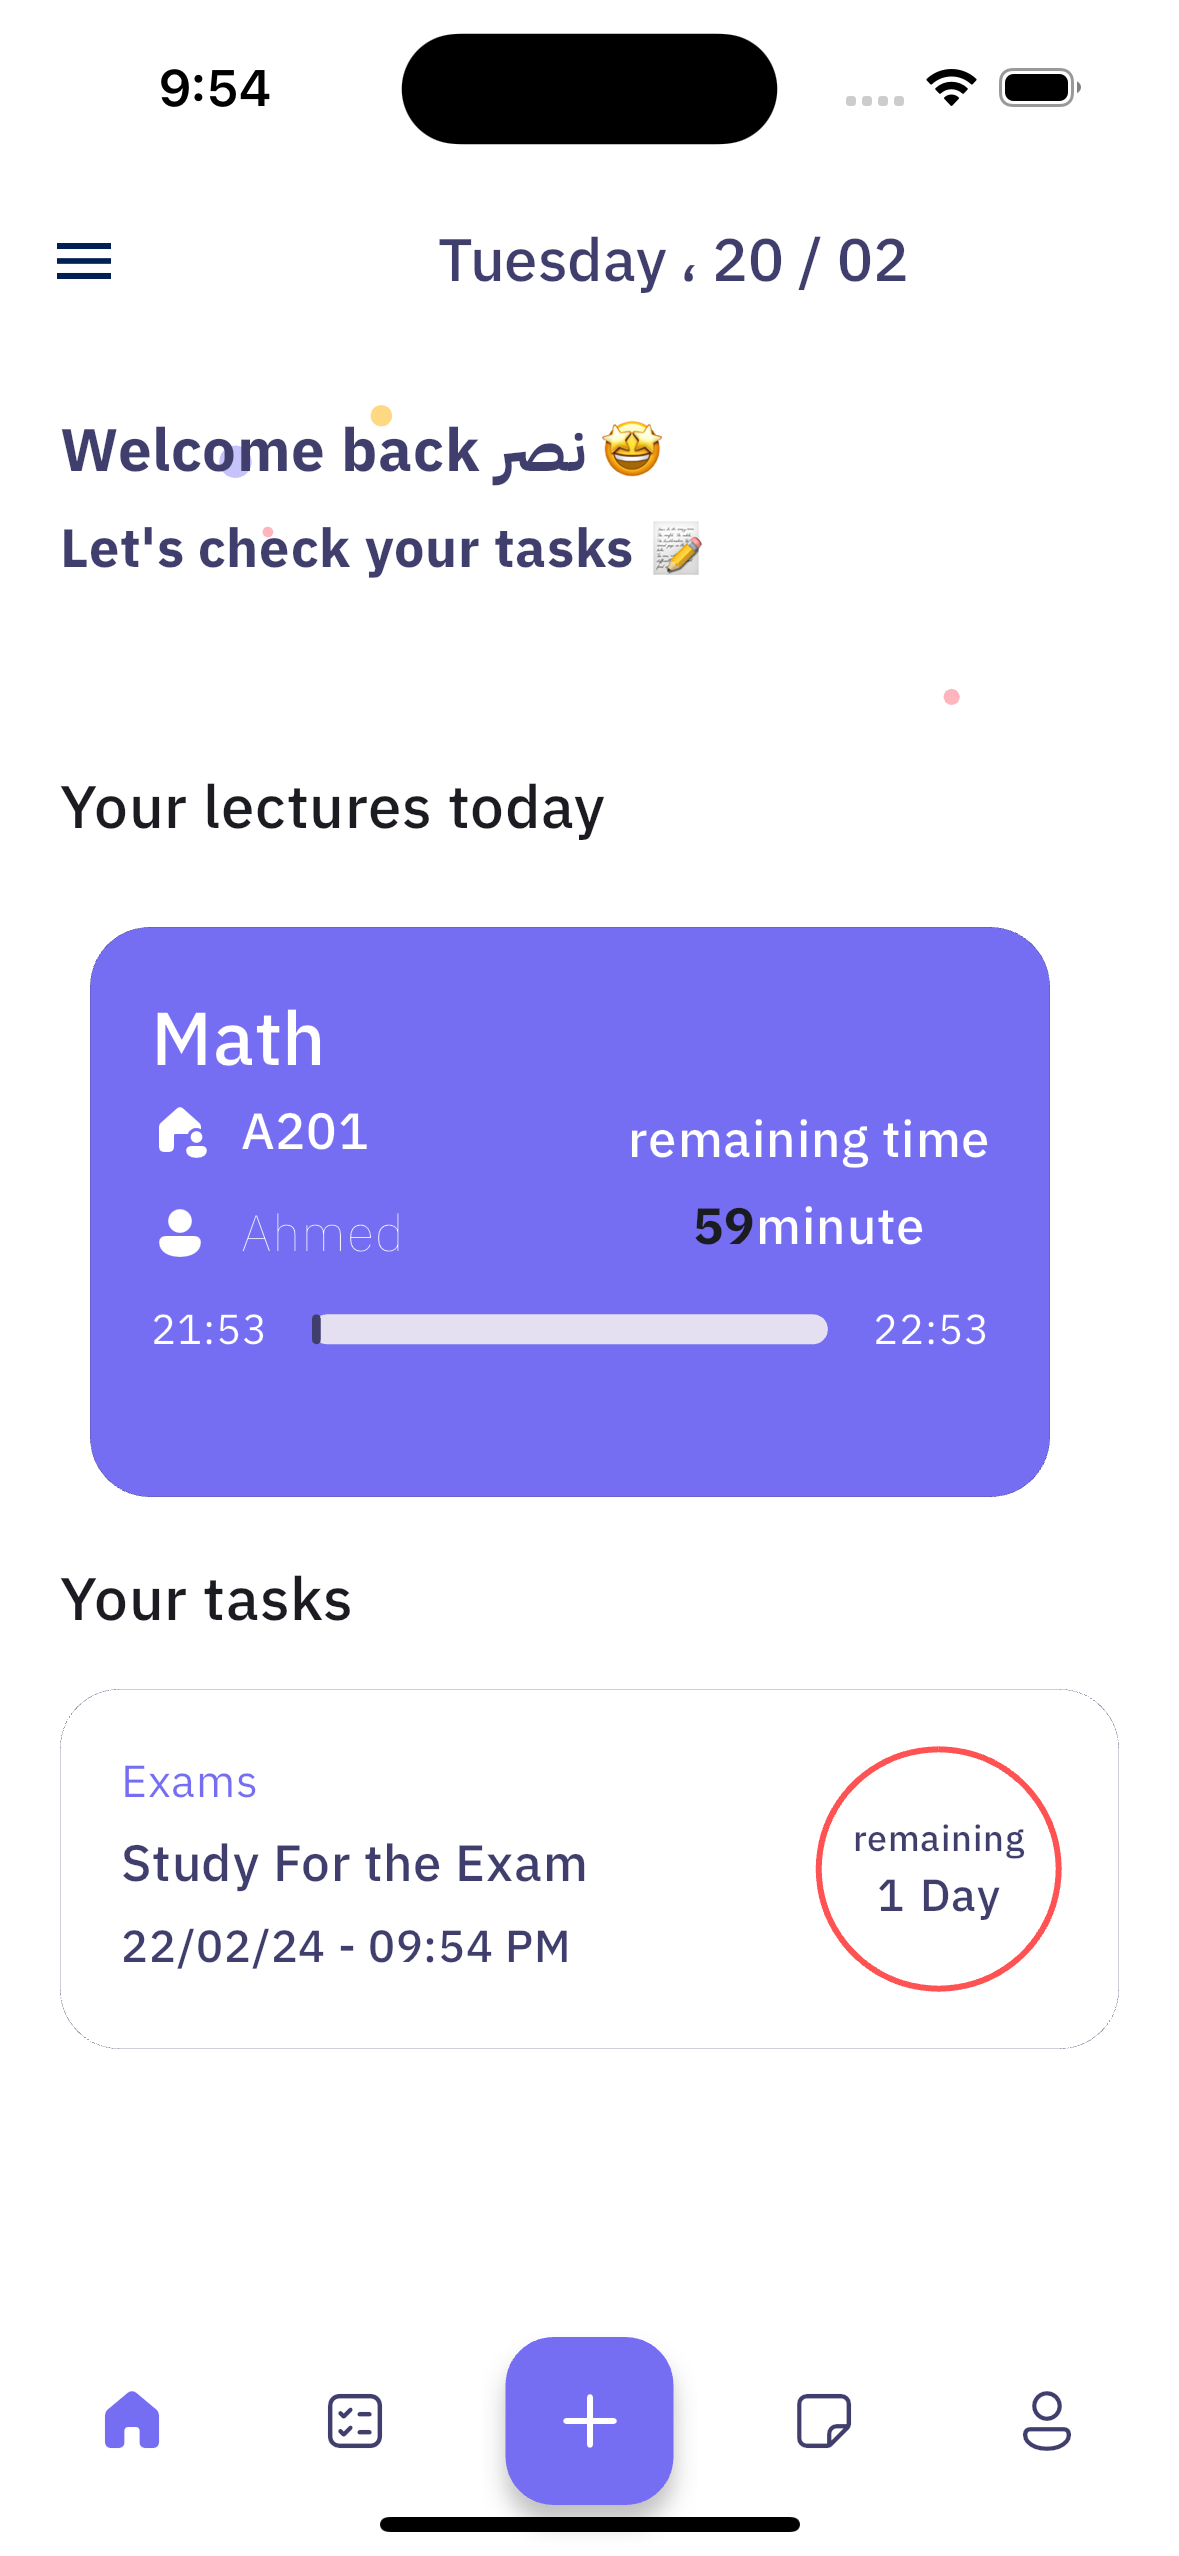 9:54
Tuesday ، 20 / 02
Welcome back نصر 🤩
Let's check your tasks 📝
Your lectures today
Math
A201
remaining time
Ahmed
59minute
21:53
22:53
Your tasks
Exams
Study For the Exam
22/02/24 - 09:54 PM
remaining
1 Day